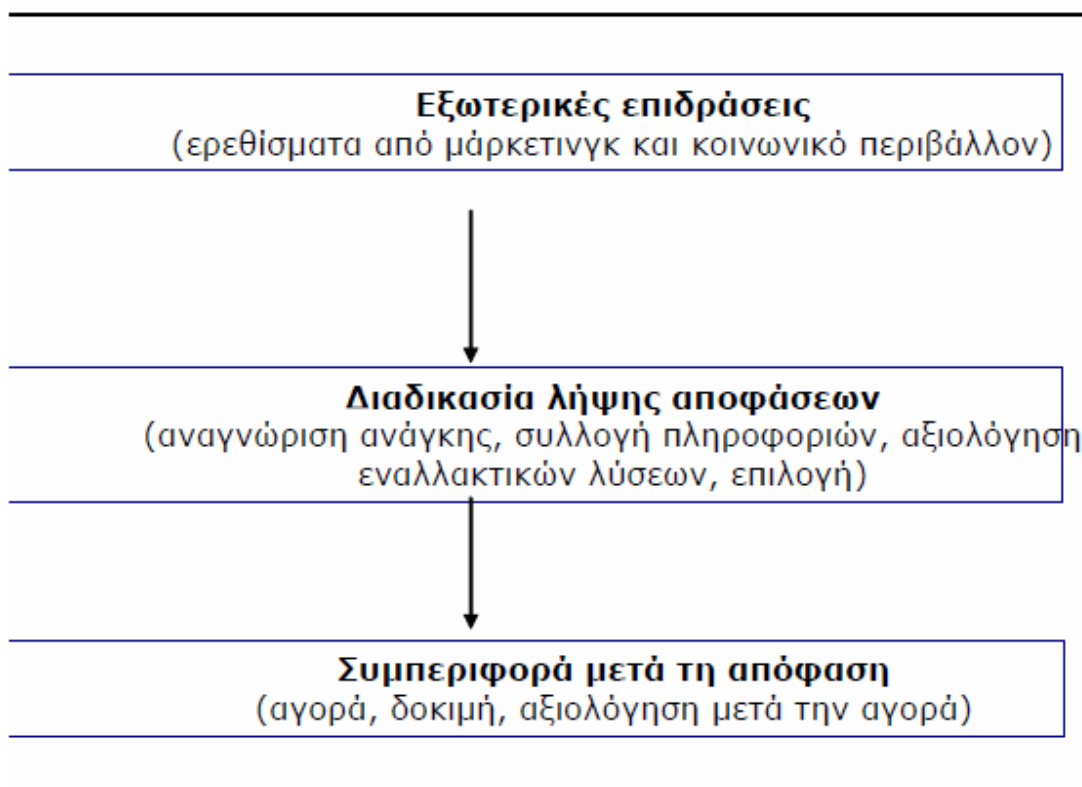 Εξωτερικές επιδράσεις
(ερεθίσματα από μάρκετινγκ και κοινωνικό περιβάλλον)
Διαδικασία λήψης αποφάσεων
(αναγνώριση ανάγκης, συλλογή πληροφοριών, αξιολόγηση
εναλλακτικών λύσεων, επιλογή)
Συμπεριφορά μετά τη απόφαση
(αγορά, δοκιμή, αξιολόγηση μετά την αγορά)